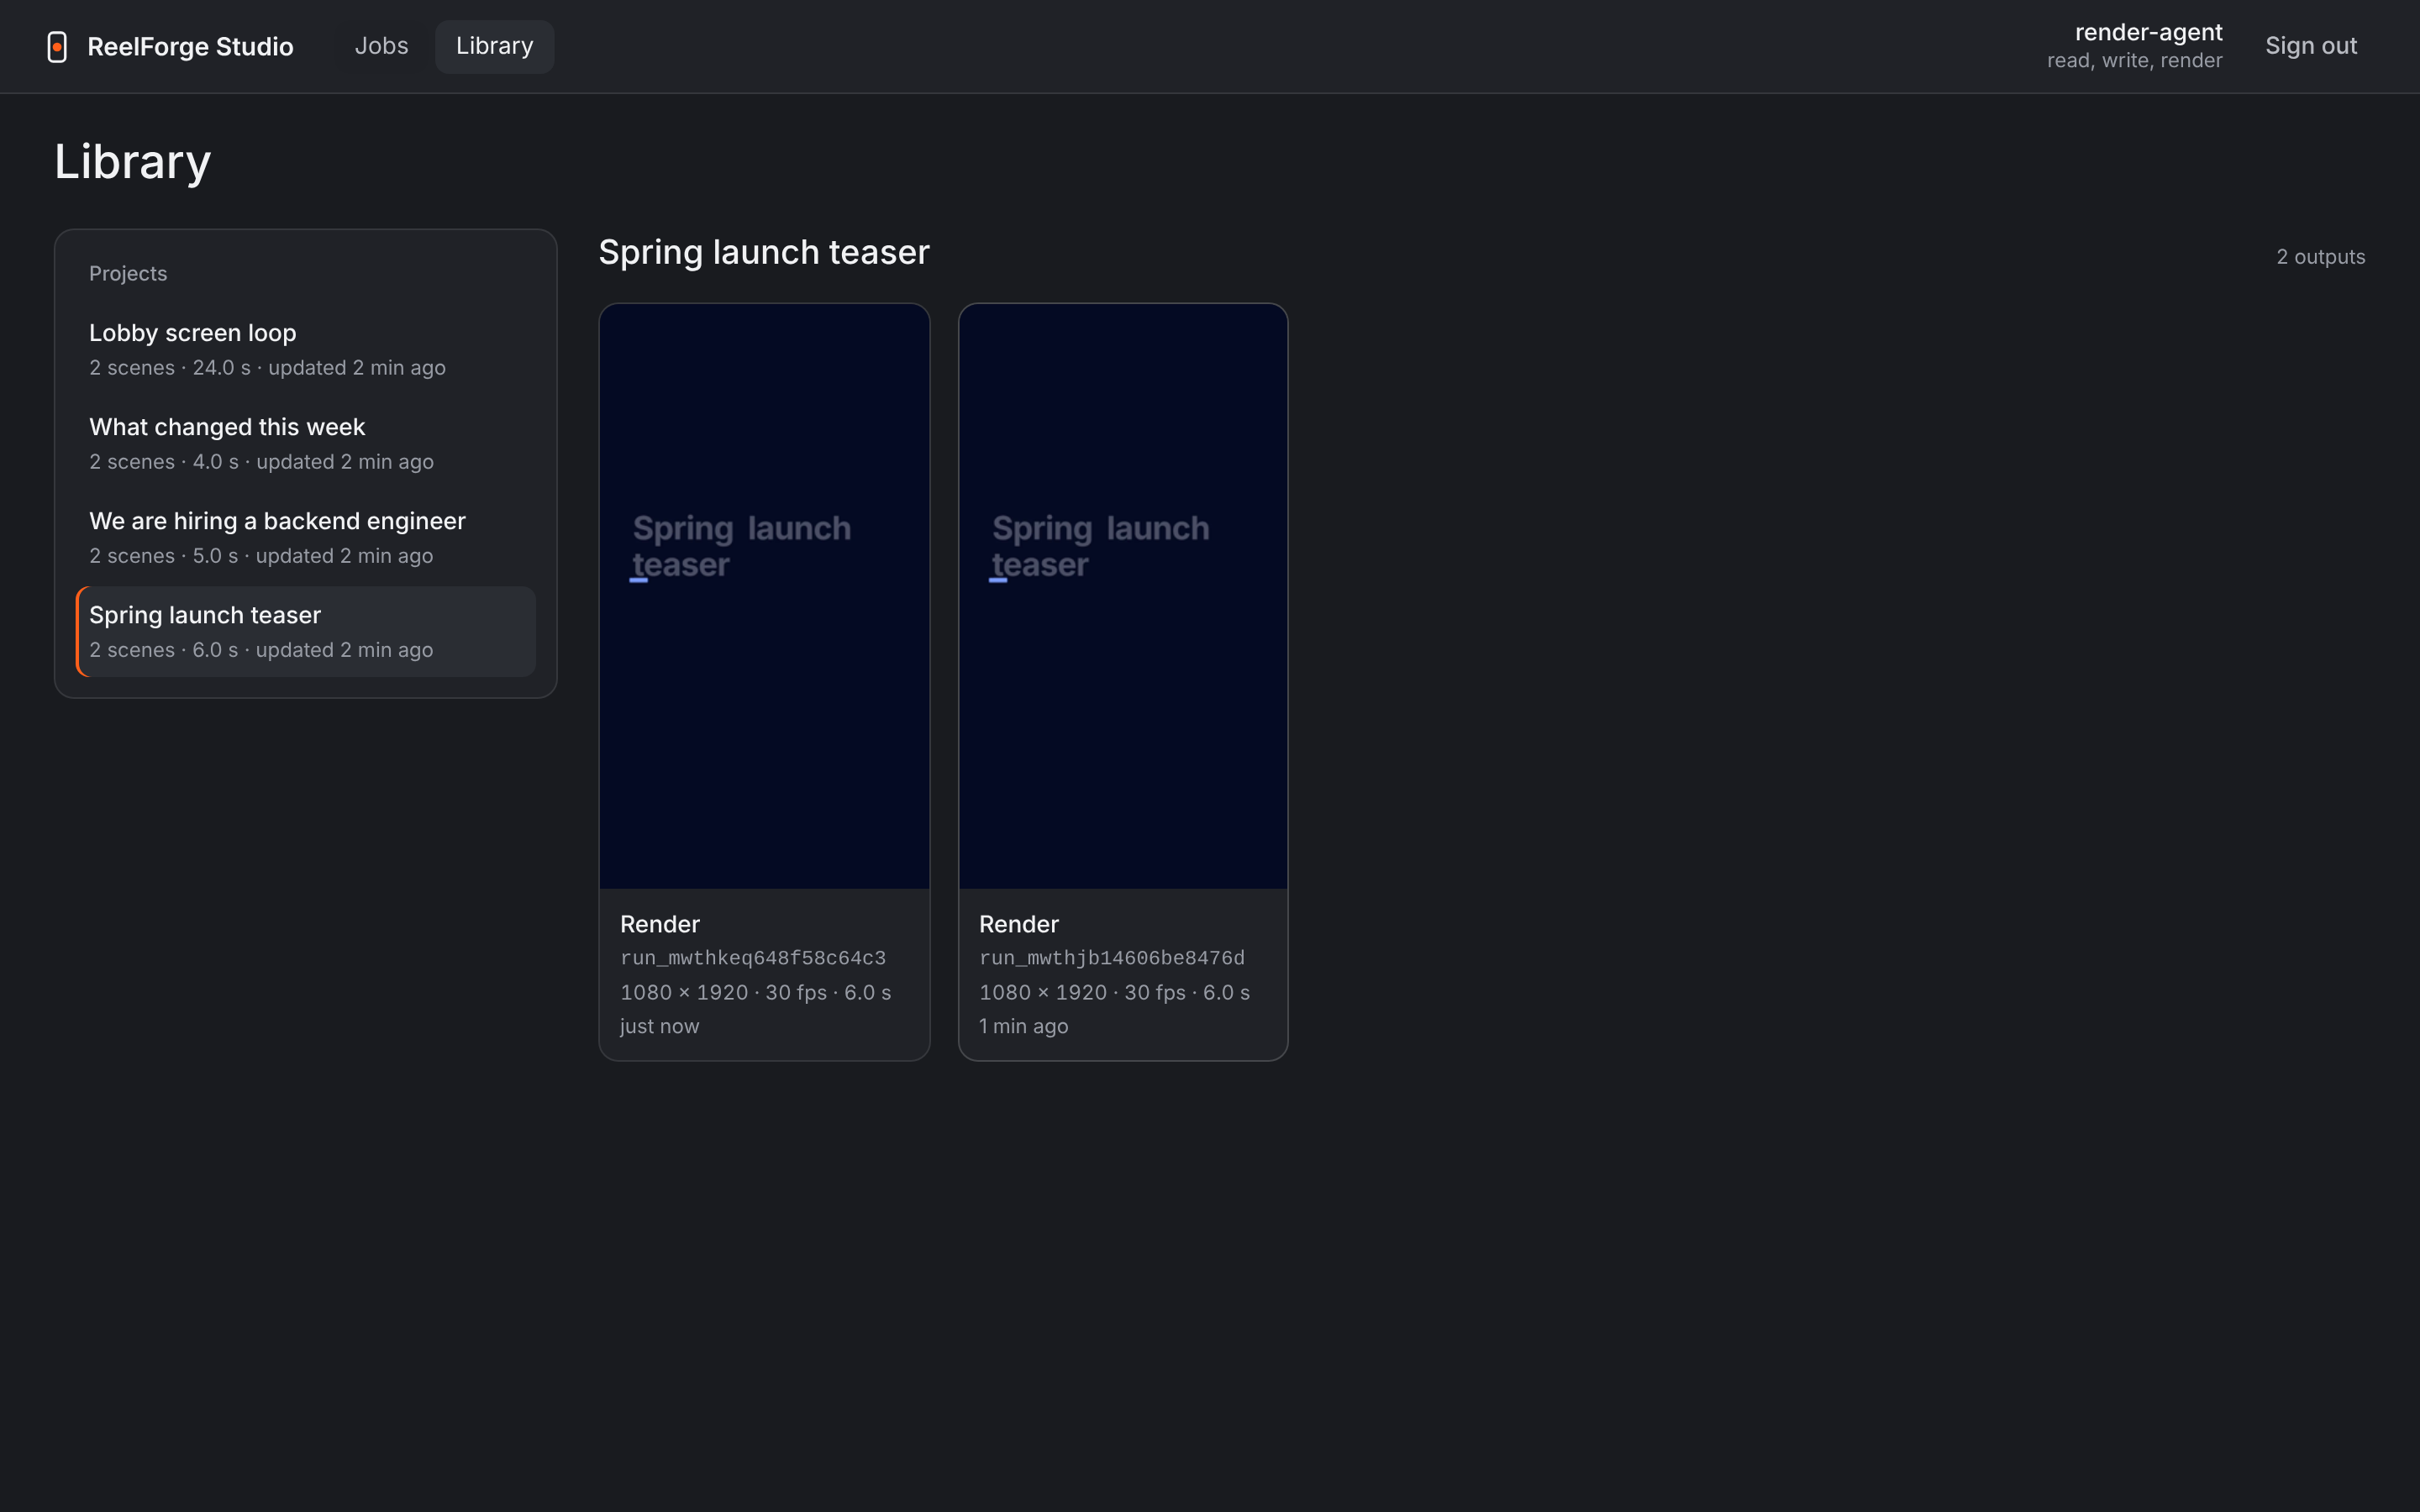 ReelForge Studio
Jobs
Library
render-agent
read, write, render
Sign out
Library
Projects
Lobby screen loop
2 scenes · 24.0 s · updated 2 min ago
What changed this week
2 scenes · 4.0 s · updated 2 min ago
We are hiring a backend engineer
2 scenes · 5.0 s · updated 2 min ago
Spring launch teaser
2 scenes · 6.0 s · updated 2 min ago
Spring launch teaser
2 outputs
Spring launch
teaser
Render
run_mwthkeq648f58c64c3
1080 × 1920 · 30 fps · 6.0 s
just now
Spring launch
teaser
Render
run_mwthjb14606be8476d
1080 × 1920 · 30 fps · 6.0 s
1 min ago